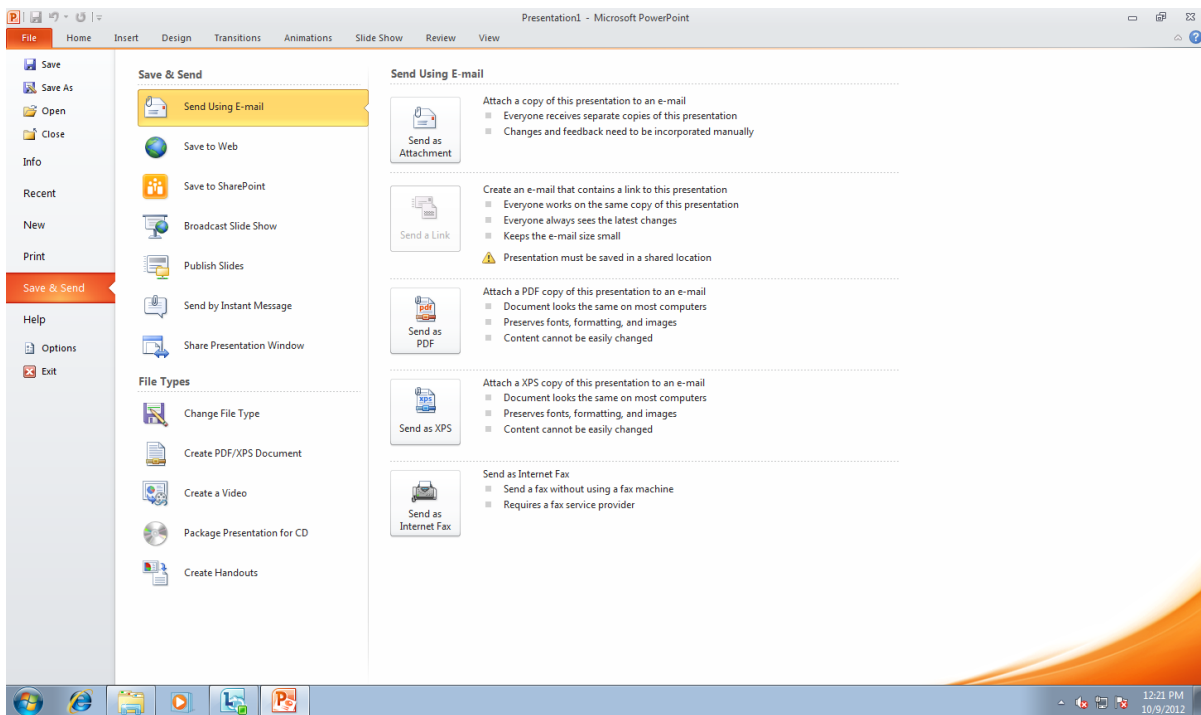 Presentation1 - Microsoft PowerPoint
File Home Insert Design Transitions Animations Slide Show Review View
Save
Save As
Open
Close
Info
Recent
New
Print
Save & Send
Help
Options
Exit
Save & Send
Send Using E-mail
Save to Web
Save to SharePoint
Broadcast Slide Show
Publish Slides
Send by Instant Message
Share Presentation Window
File Types
Change File Type
Create PDF/XPS Document
Create a Video
Package Presentation for CD
Create Handouts
Send Using E-mail
Send as
Attachment
Attach a copy of this presentation to an e-mail
Everyone receives separate copies of this presentation
Changes and feedback need to be incorporated manually
Send a Link
Create an e-mail that contains a link to this presentation
Everyone works on the same copy of this presentation
Everyone always sees the latest changes
Keeps the e-mail size small
Presentation must be saved in a shared location
pdf
Send as
PDF
Attach a PDF copy of this presentation to an e-mail
Document looks the same on most computers
Preserves fonts, formatting, and images
Content cannot be easily changed
xps
Send as XPS
Attach a XPS copy of this presentation to an e-mail
Document looks the same on most computers
Preserves fonts, formatting, and images
Content cannot be easily changed
Send as
Internet Fax
Send as Internet Fax
Send a fax without using a fax machine
Requires a fax service provider
12:21 PM
10/9/2012